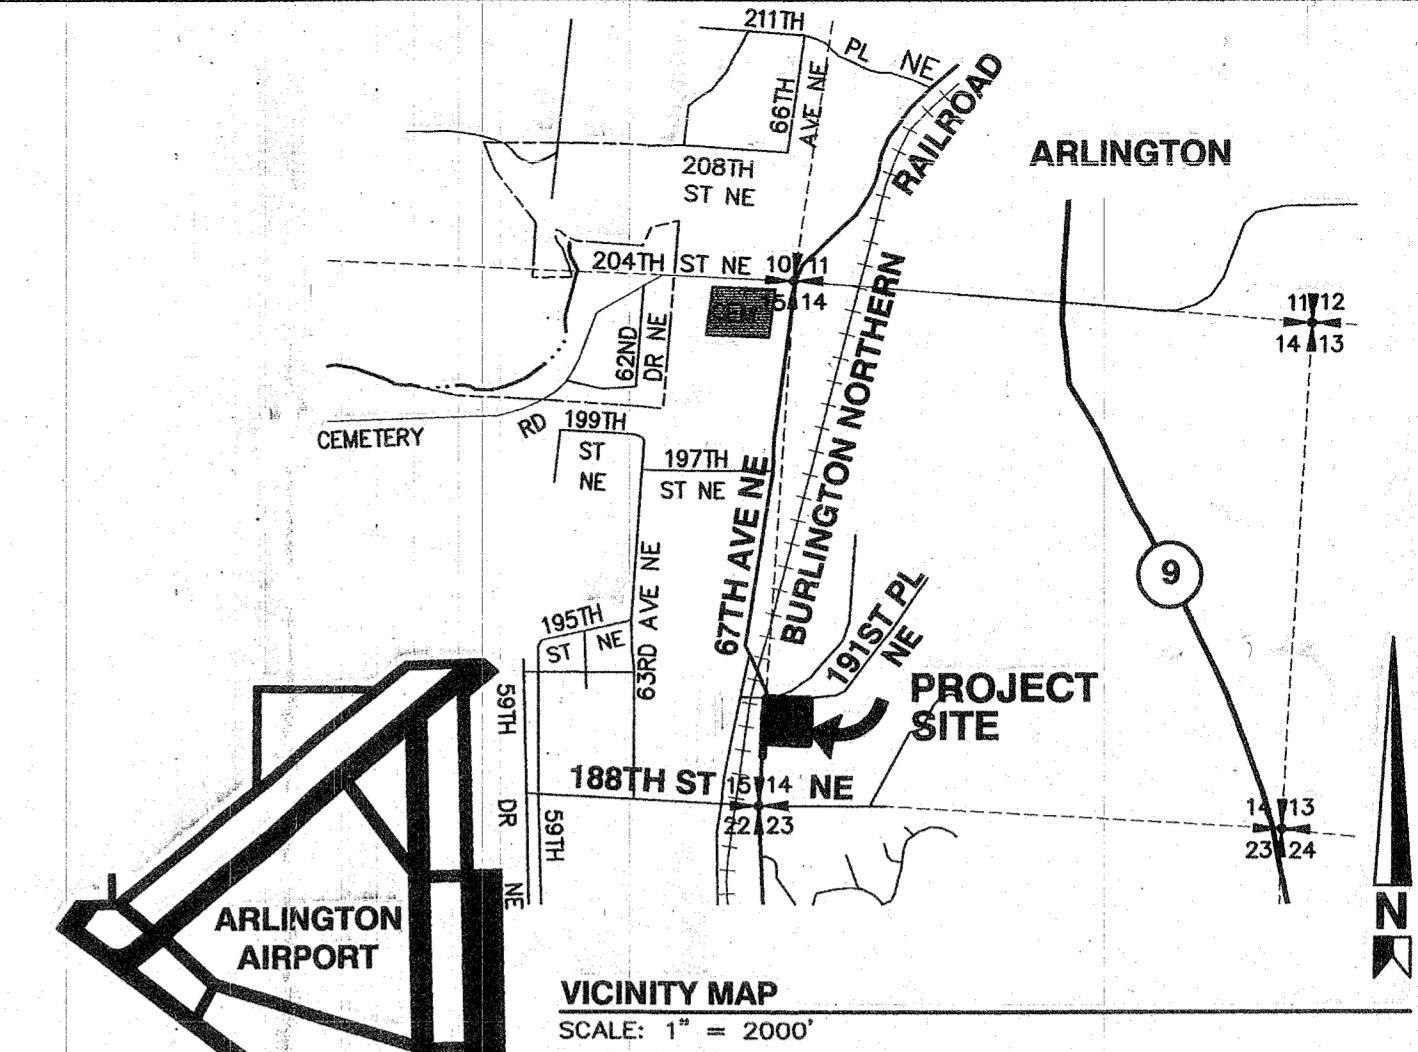 211TH
PL NE
66TH
AVE NE
RAILROAD
ARLINGTON
208TH
ST NE
204TH ST NE
10 11
15 14
11 12
14 13
62ND
DR NE
BURLINGTON NORTHERN
CEMETERY RD
199TH
ST
NE
197TH
ST NE
67TH AVE NE
63RD AVE NE
9
195TH
ST NE
191ST PL
NE
PROJECT
SITE
59TH DR NE
59TH
188TH ST NE
15 14
22 23
14 13
23 24
ARLINGTON
AIRPORT
N
VICINITY MAP
SCALE: 1" = 2000'